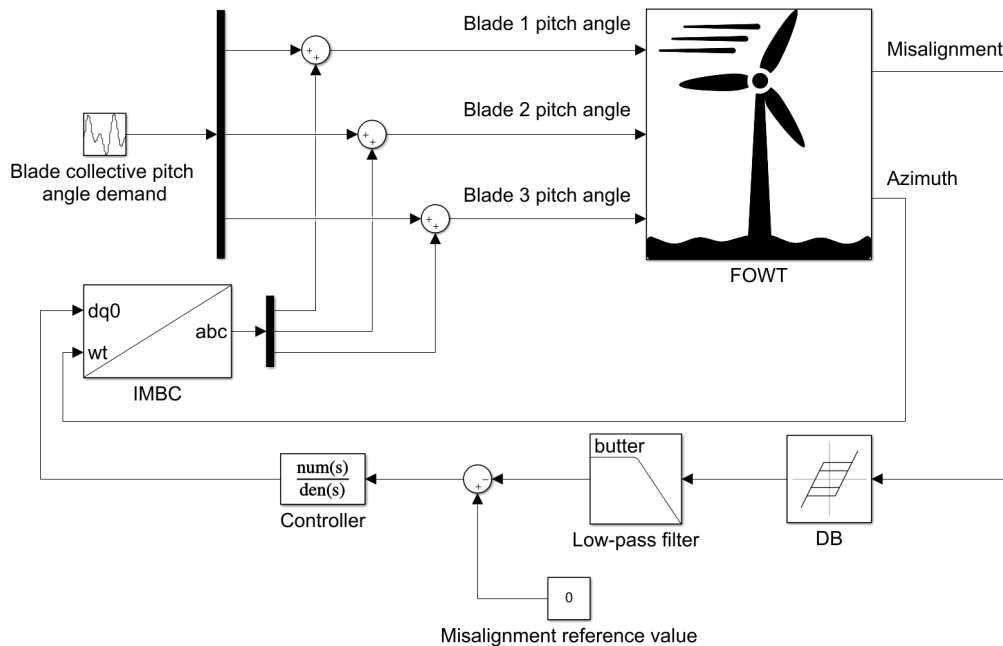 Blade 1 pitch angle
Misalignment
Blade 2 pitch angle
Blade collective pitch
angle demand
Azimuth
Blade 3 pitch angle
FOWT
dq0
abc
wt
IMBC
butter
num(s)
den(s)
Controller
Low-pass filter
DB
0
Misalignment reference value